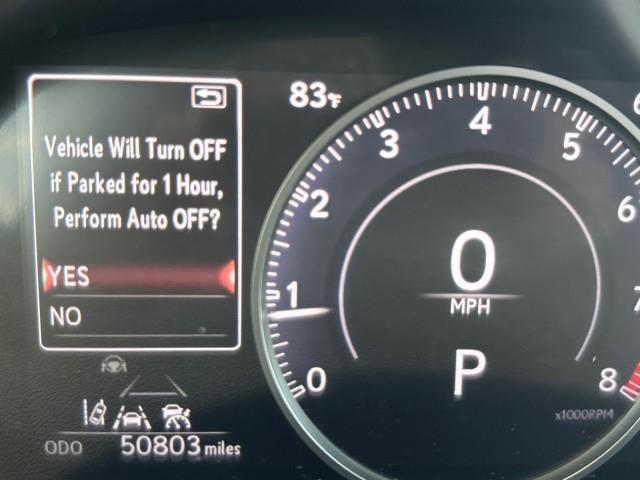 83°F
Vehicle Will Turn OFF
if Parked for 1 Hour,
Perform Auto OFF?
YES
NO
0
1
2
3
4
5
6
7
8
0
MPH
P
x1000RPM
ODO 50803 miles